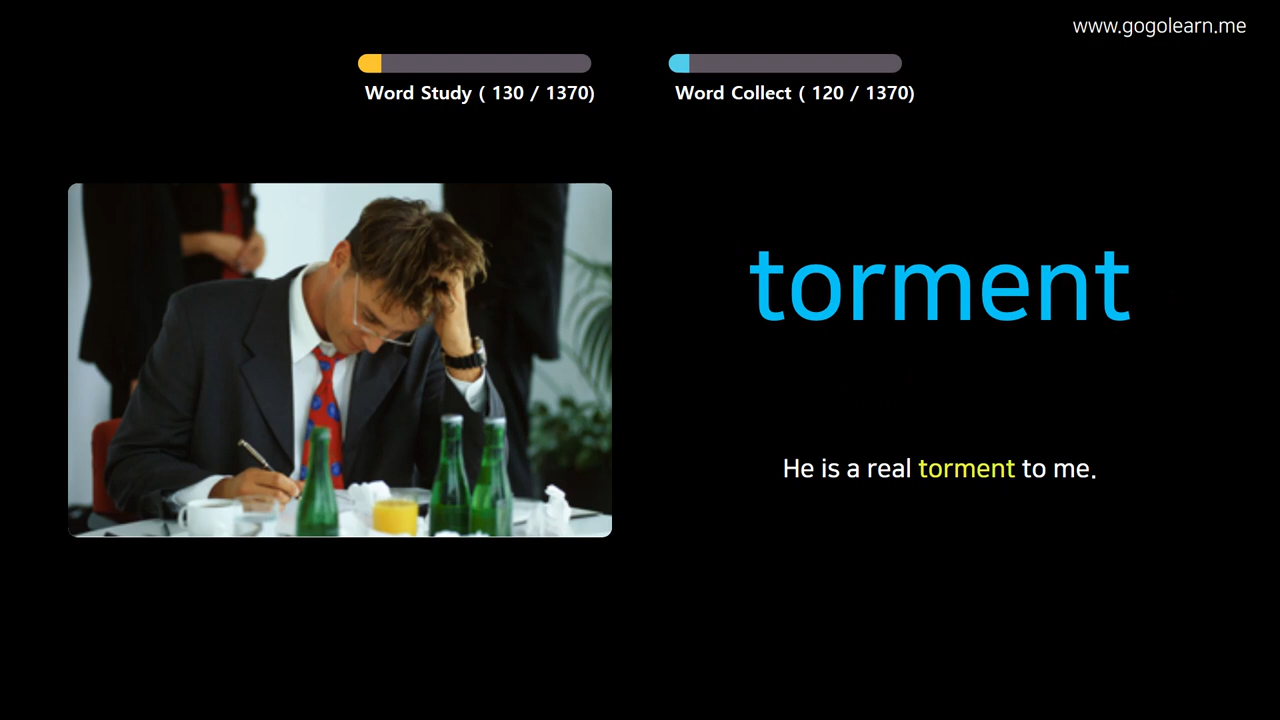 www.gogolearn.me
Word Study ( 130 / 1370)
Word Collect ( 120 / 1370)
torment
He is a real torment to me.